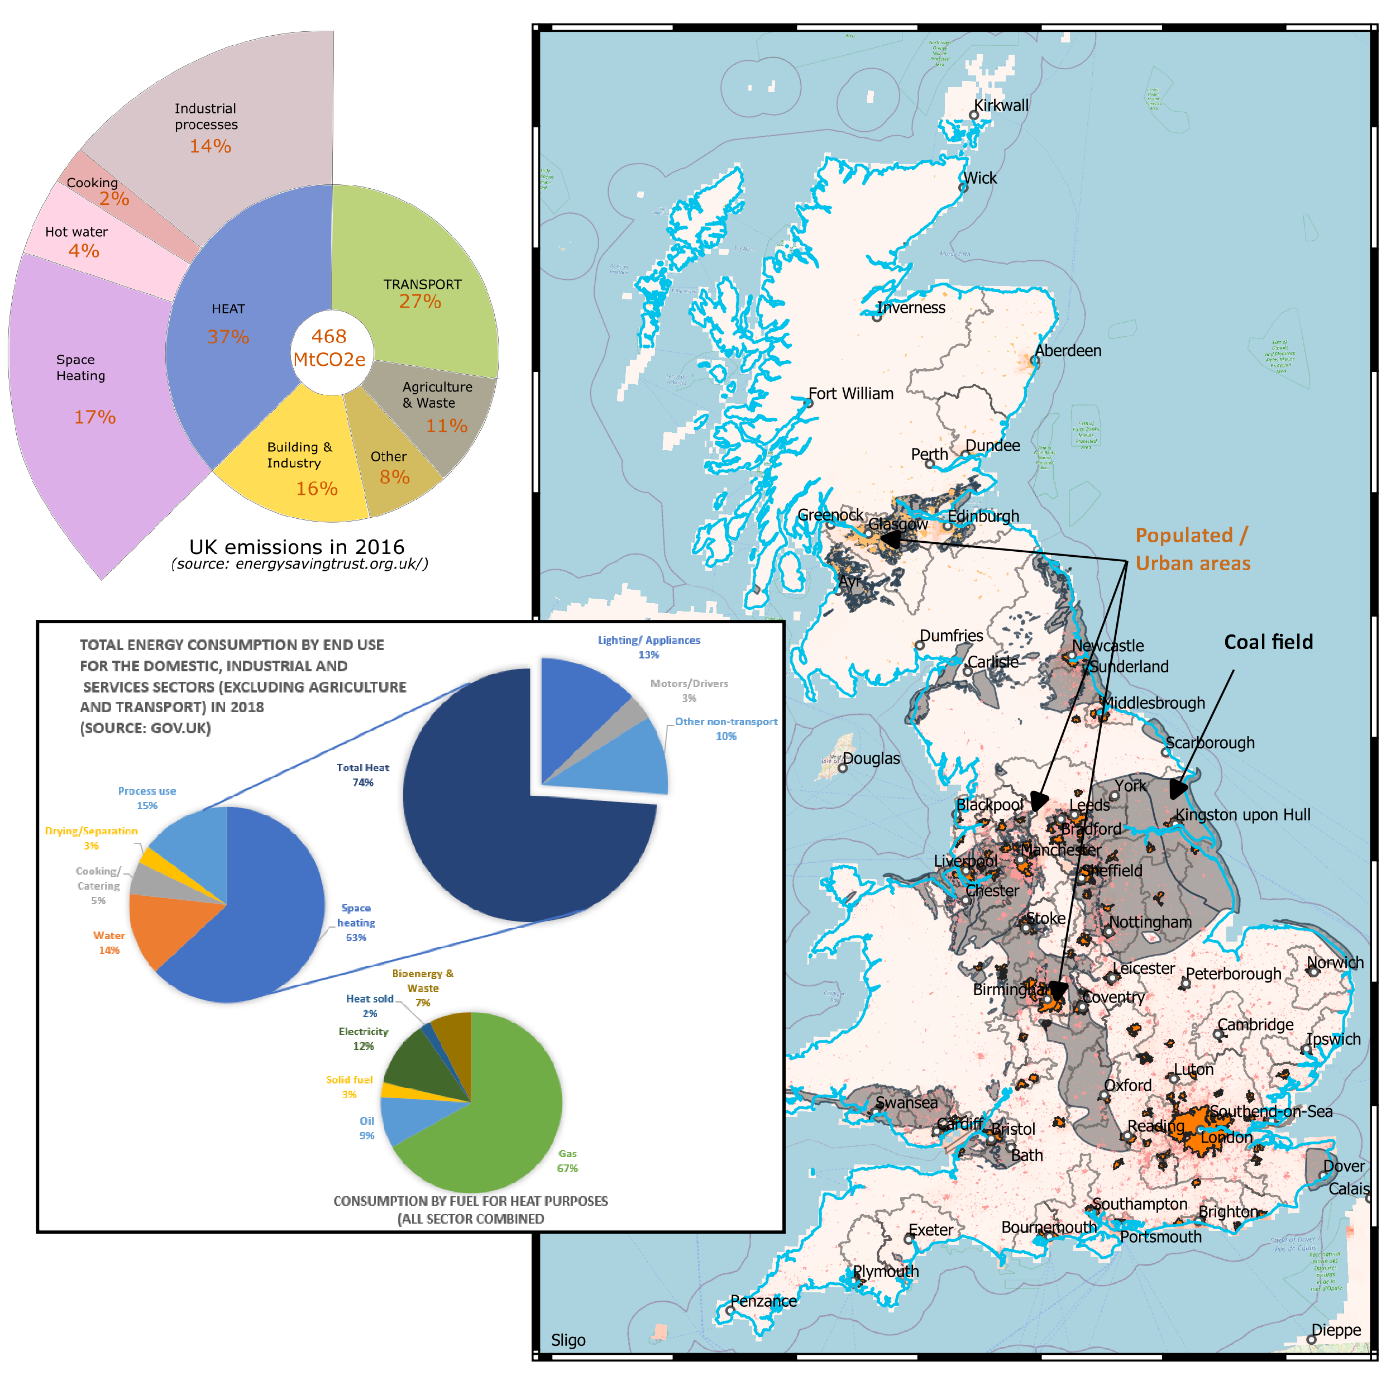 Industrial
processes
14%
Cooking
2%
Hot water
4%
Space
Heating
17%
HEAT
37%
468
MtCO2e
TRANSPORT
27%
Agriculture
& Waste
11%
Other
8%
Building &
Industry
16%
UK emissions in 2016
(source: energysavingtrust.org.uk/)
TOTAL ENERGY CONSUMPTION BY END USE
FOR THE DOMESTIC, INDUSTRIAL AND
SERVICES SECTORS (EXCLUDING AGRICULTURE
AND TRANSPORT) IN 2018
(SOURCE: GOV.UK)
Lighting/ Appliances
13%
Motors/Drivers
3%
Other non-transport
10%
Total Heat
74%
Process use
15%
Drying/Separation
3%
Cooking/
Catering
5%
Water
14%
Space
heating
63%
Bioenergy &
Waste
7%
Heat sold
2%
Electricity
12%
Solid fuel
3%
Oil
9%
Gas
67%
CONSUMPTION BY FUEL FOR HEAT PURPOSES
(ALL SECTOR COMBINED
Kirkwall
Wick
Inverness
Aberdeen
Fort William
Dundee
Perth
Greenock
Glasgow
Edinburgh
Ayr
Populated /
Urban areas
Coal field
Dumfries
Carlisle
Newcastle
Sunderland
Middlesbrough
Scarborough
Douglas
Blackpool
York
Leeds
Bradford
Kingston upon Hull
Manchester
Liverpool
Sheffield
Chester
Stoke
Nottingham
Leicester
Peterborough
Norwich
Birmingham
Coventry
Cambridge
Ipswich
Luton
Oxford
Swansea
Cardiff
Bristol
Bath
Reading
Southend-on-Sea
London
Dover
Calais
Southampton
Brighton
Bournemouth
Portsmouth
Exeter
Plymouth
Penzance
Sligo
Dieppe